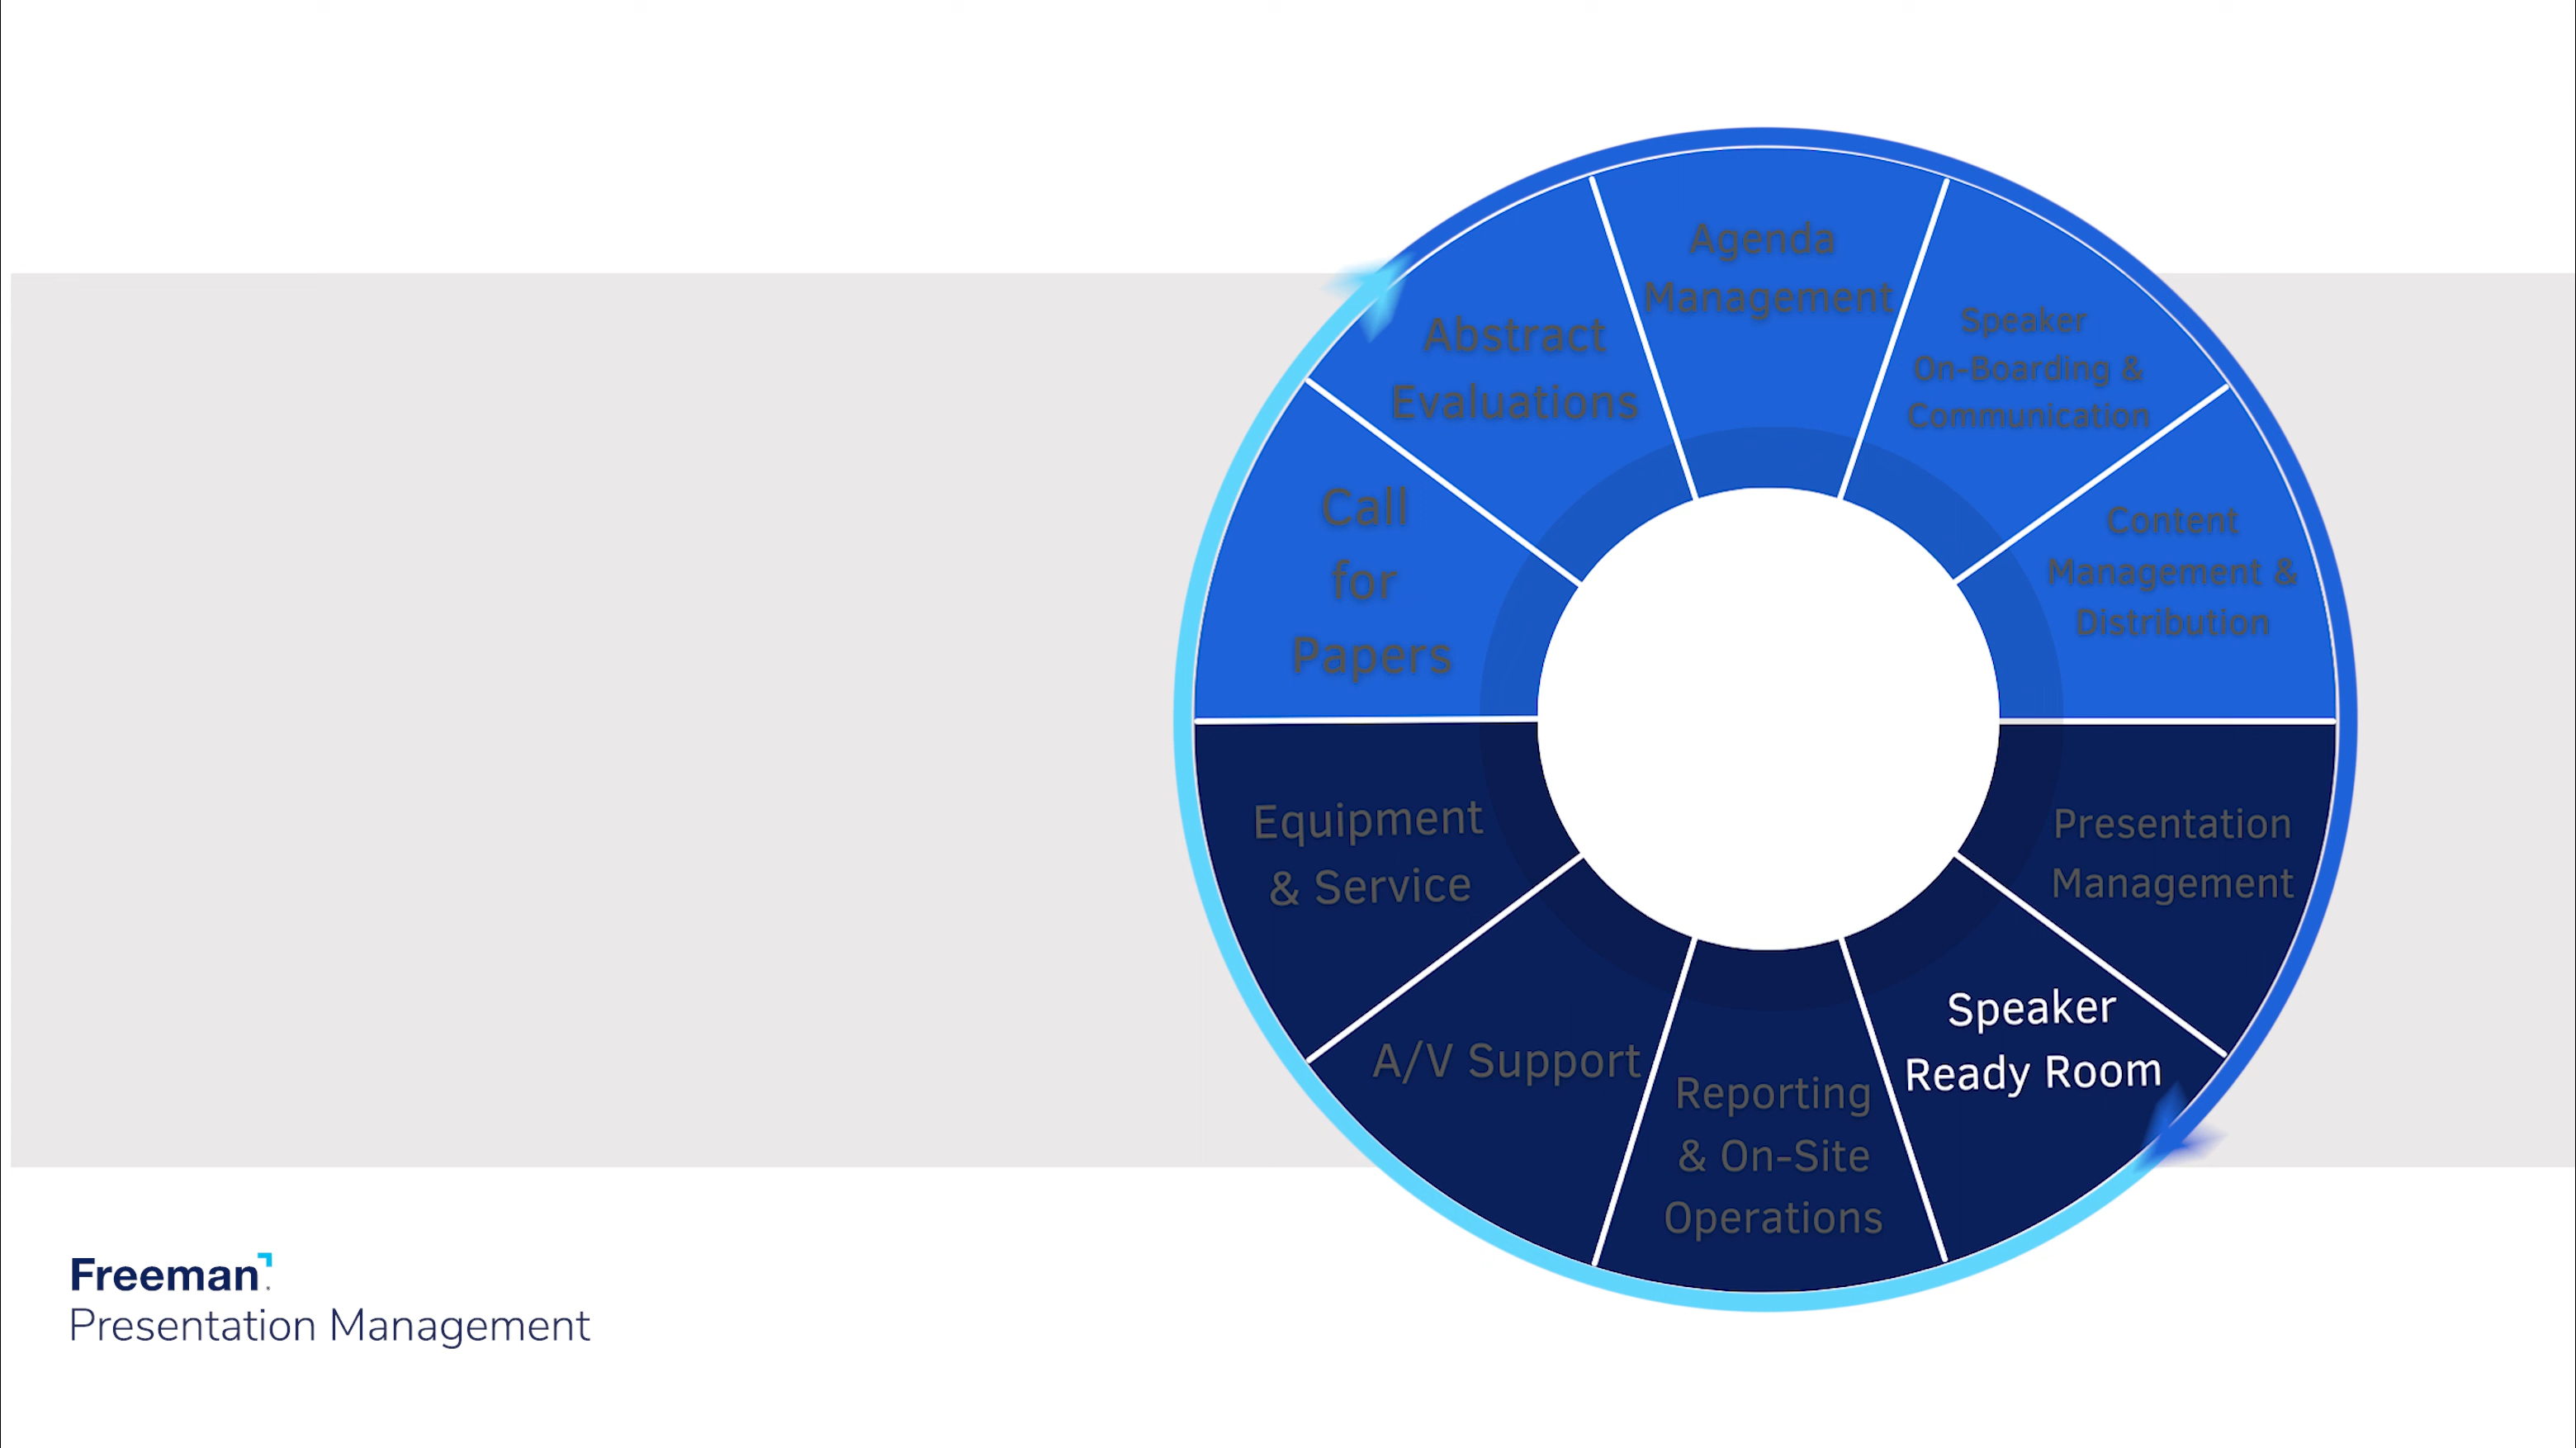 Agenda
Management
Speaker
On-Boarding &
Communication
Content
Management &
Distribution
Presentation
Management
Speaker
Ready Room
Reporting
& On-Site
Operations
A/V Support
Equipment
& Service
Call
for
Papers
Abstract
Evaluations
Freeman
Presentation Management